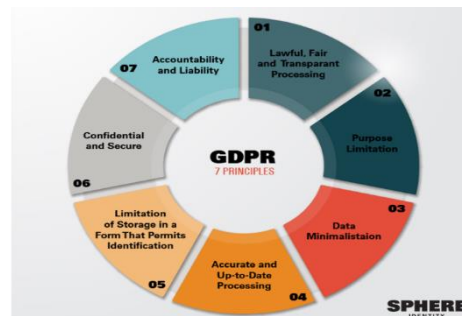 GDPR
7 PRINCIPLES
01
Lawful, Fair
and Transparant
Processing
02
Purpose
Limitation
03
Data
Minimalistaion
Accurate and
Up-to-Date
Processing
04
Limitation
of Storage in a
Form That Permits
Identification
05
Confidential
and Secure
06
07
Accountability
and Liability
SPHERE
IDENTITY